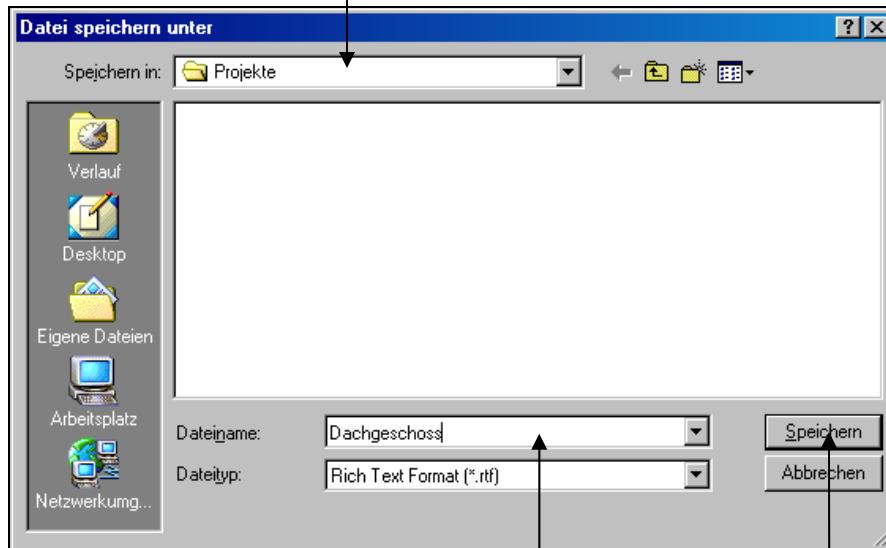 Datei speichern unter
Speichern in: Projekte
Verlauf
Desktop
Eigene Dateien
Arbeitsplatz
Netzwerkumg...
Dateiname: Dachgeschoss Speichern
Dateityp: Rich Text Format (*.rtf) Abbrechen